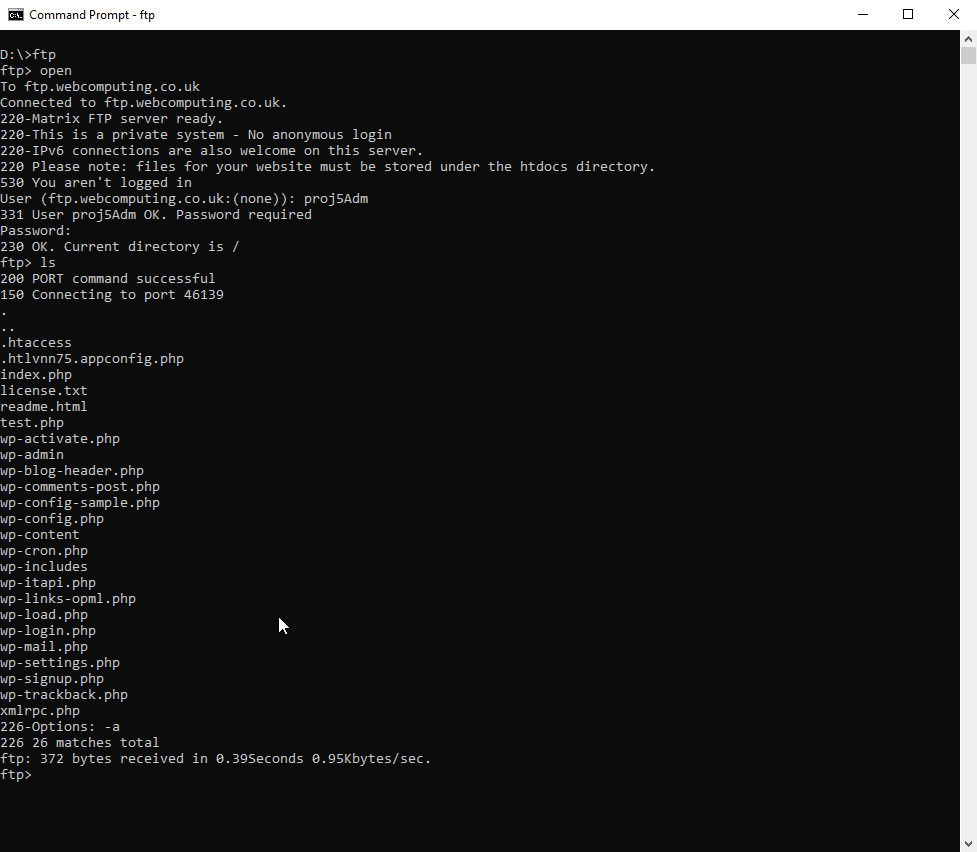 Command Prompt - ftp
D:\>ftp
ftp> open
To ftp.webcomputing.co.uk
Connected to ftp.webcomputing.co.uk.
220-Matrix FTP server ready.
220-This is a private system - No anonymous login
220-IPv6 connections are also welcome on this server.
220 Please note: files for your website must be stored under the htdocs directory.
530 You aren't logged in
User (ftp.webcomputing.co.uk:(none)): proj5Adm
331 User proj5Adm OK. Password required
Password:
230 OK. Current directory is /
ftp> ls
200 PORT command successful
150 Connecting to port 46139
.
..
.htaccess
.htlvnn75.appconfig.php
index.php
license.txt
readme.html
test.php
wp-activate.php
wp-admin
wp-blog-header.php
wp-comments-post.php
wp-config-sample.php
wp-config.php
wp-content
wp-cron.php
wp-includes
wp-itapi.php
wp-links-opml.php
wp-load.php
wp-login.php
wp-mail.php
wp-settings.php
wp-signup.php
wp-trackback.php
xmlrpc.php
226-Options: -a
226 26 matches total
ftp: 372 bytes received in 0.39Seconds 0.95Kbytes/sec.
ftp>